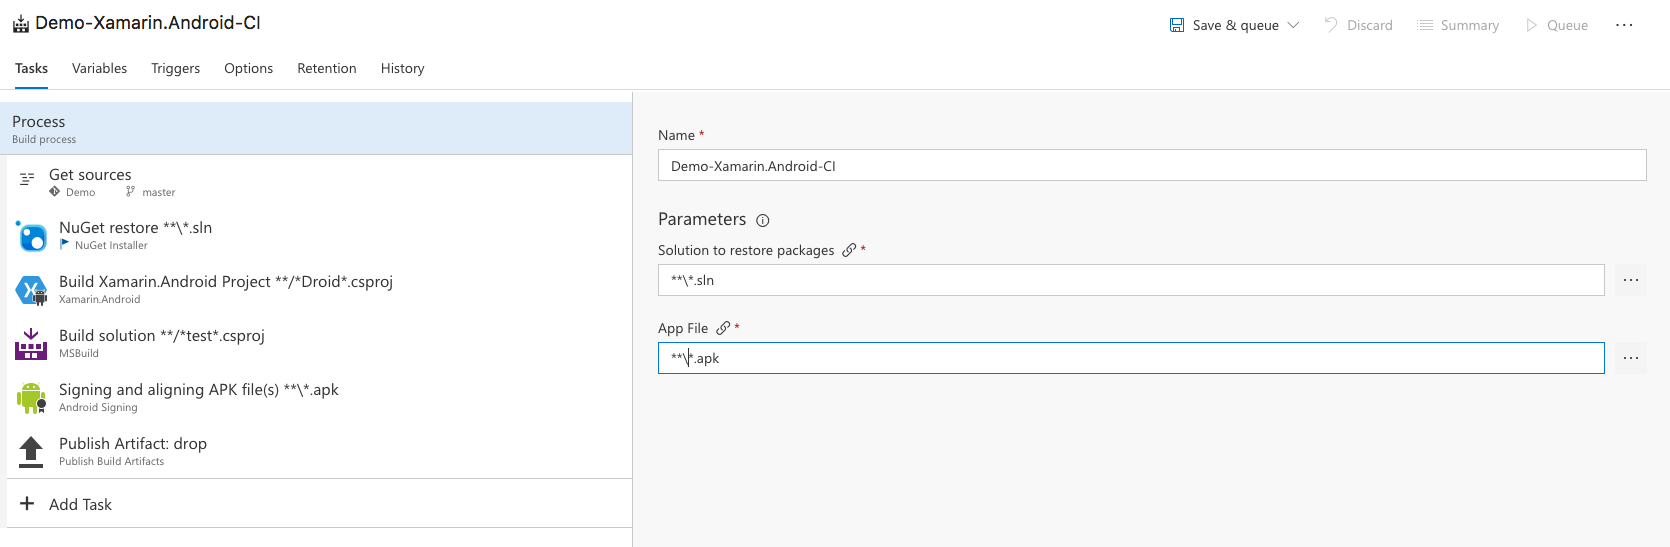 Demo-Xamarin.Android-CI
Save & queue
Discard
Summary
Queue
Tasks
Variables
Triggers
Options
Retention
History
Process
Build process
Get sources
Demo
master
NuGet restore **\*.sln
NuGet Installer
Build Xamarin.Android Project **/*Droid*.csproj
Xamarin.Android
Build solution **/*test*.csproj
MSBuild
Signing and aligning APK file(s) **\*.apk
Android Signing
Publish Artifact: drop
Publish Build Artifacts
Add Task
Name *
Demo-Xamarin.Android-CI
Parameters
Solution to restore packages *
**\*.sln
App File *
**\*.apk